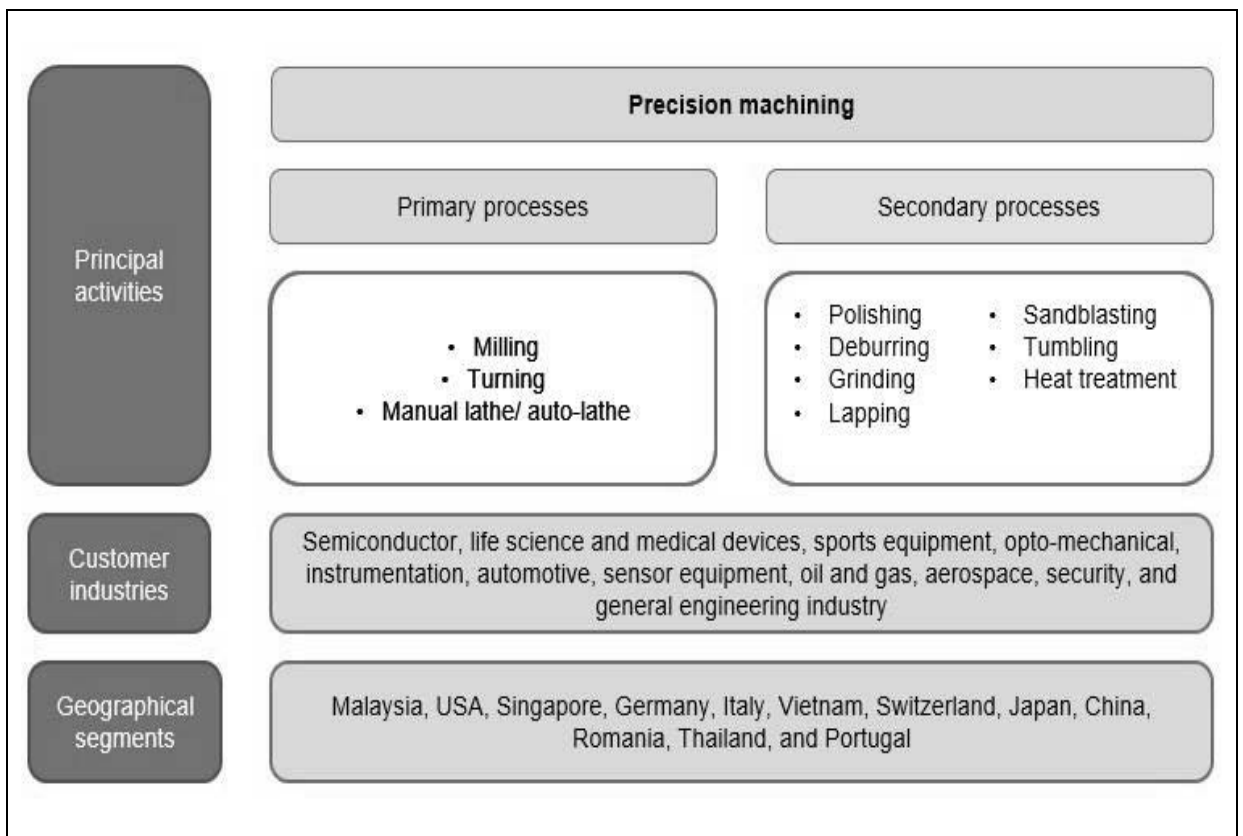 Principal
activities
Precision machining
Primary processes
Secondary processes
• Milling
• Turning
• Manual lathe/ auto-lathe
• Polishing
• Deburring
• Grinding
• Lapping
• Sandblasting
• Tumbling
• Heat treatment
Customer
industries
Semiconductor, life science and medical devices, sports equipment, opto-mechanical,
instrumentation, automotive, sensor equipment, oil and gas, aerospace, security, and
general engineering industry
Geographical
segments
Malaysia, USA, Singapore, Germany, Italy, Vietnam, Switzerland, Japan, China,
Romania, Thailand, and Portugal